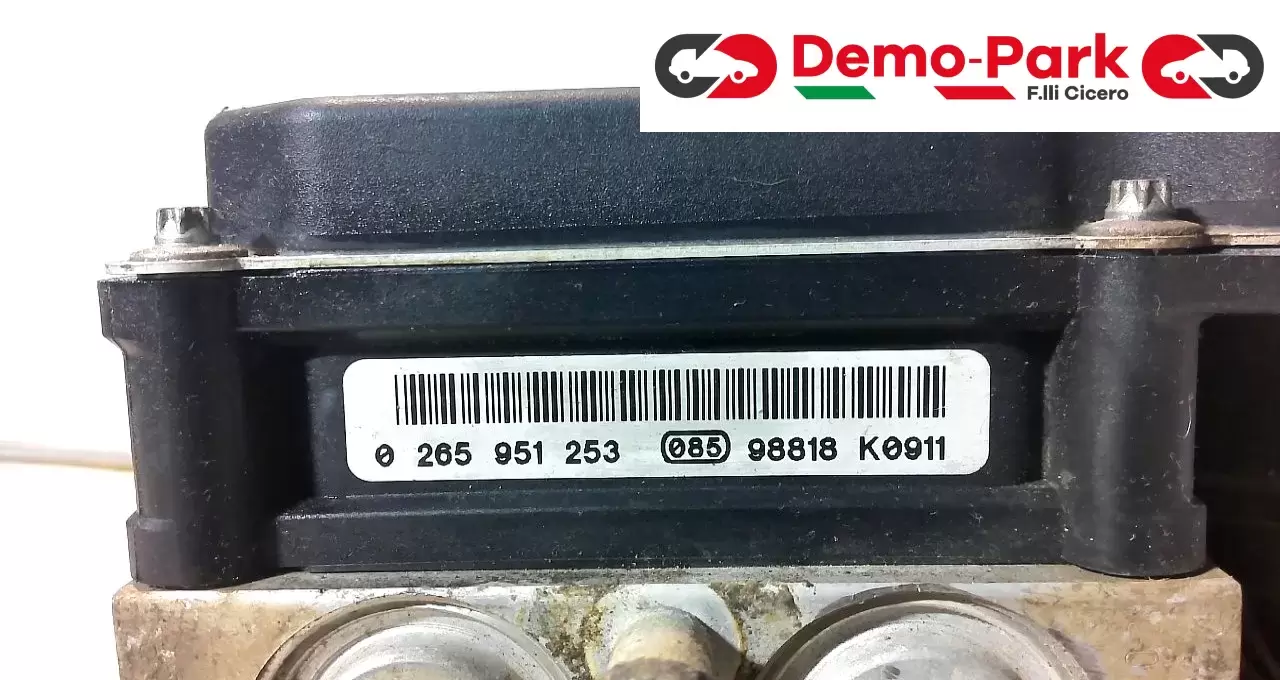 Demo-Park
F.lli Cicero
0 265 951 253 085 98818 K0911